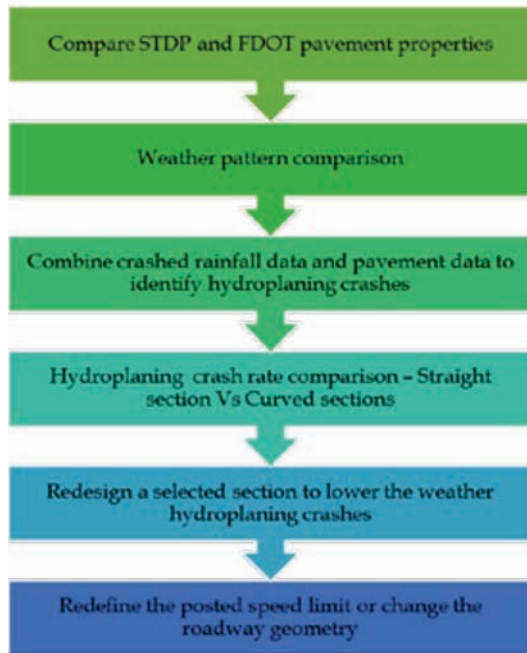 Compare STDP and FDOT pavement properties
Weather pattern comparison
Combine crashed rainfall data and pavement data to
identify hydroplaning crashes
Hydroplaning crash rate comparison – Straight
section Vs Curved sections
Redesign a selected section to lower the weather
hydroplaning crashes
Redefine the posted speed limit or change the
roadway geometry